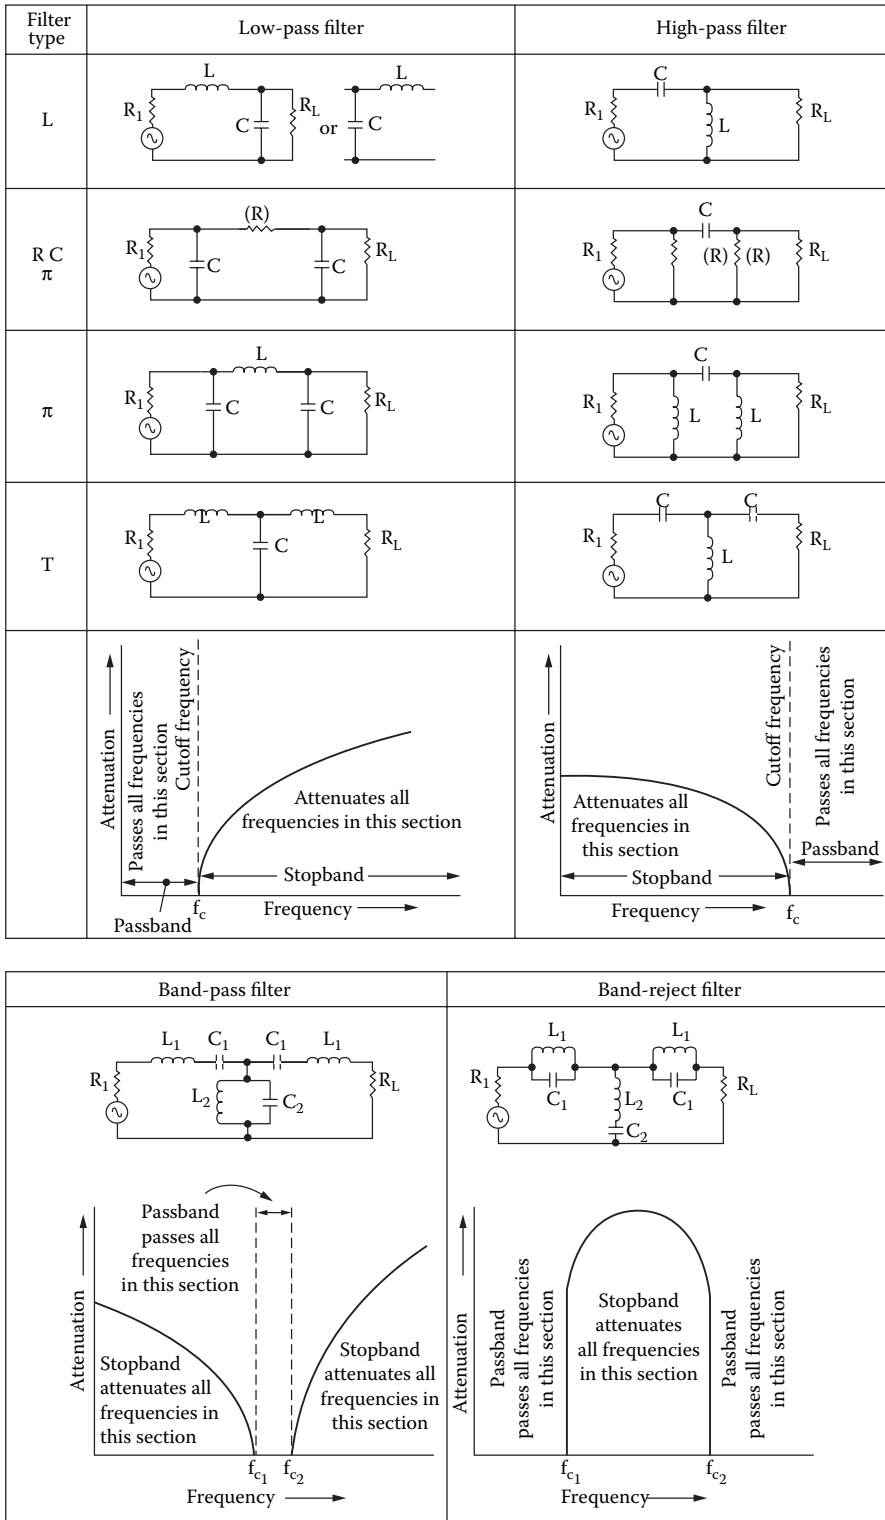 Filter
type
Low-pass filter
High-pass filter
L
L
R1
C
RL
or
L
C
C
R1
L
RL
R C
π
(R)
R1
C
C
RL
C
R1
(R)
(R)
RL
π
L
R1
C
C
RL
C
R1
L
L
RL
T
L
L
R1
C
RL
C
C
R1
L
RL
Attenuation
Passes all frequencies
in this section
Cutoff frequency
Attenuates all
frequencies in this section
Stopband
fc
Frequency
Passband
Attenuation
Attenuates all
frequencies in
this section
Cutoff frequency
Passes all frequencies
in this section
Passband
Stopband
Frequency
fc
Band-pass filter
Band-reject filter
L1
C1
C1
L1
R1
L2
C2
RL
L1
L1
R1
C1
L2
C1
RL
C2
Attenuation
Passband
passes all
frequencies
in this section
Stopband
attenuates all
frequencies in
this section
Stopband
attenuates all
frequencies in
this section
fc1
fc2
Frequency
Attenuation
Passband
passes all frequencies
in this section
Stopband
attenuates
all frequencies
in this section
Passband
passes all frequencies
in this section
fc1
fc2
Frequency